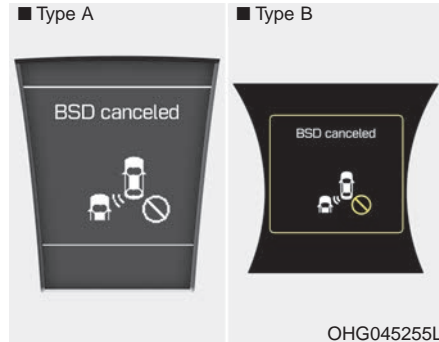 ■ Type A
■ Type B
BSD canceled
BSD canceled
OHG045255L